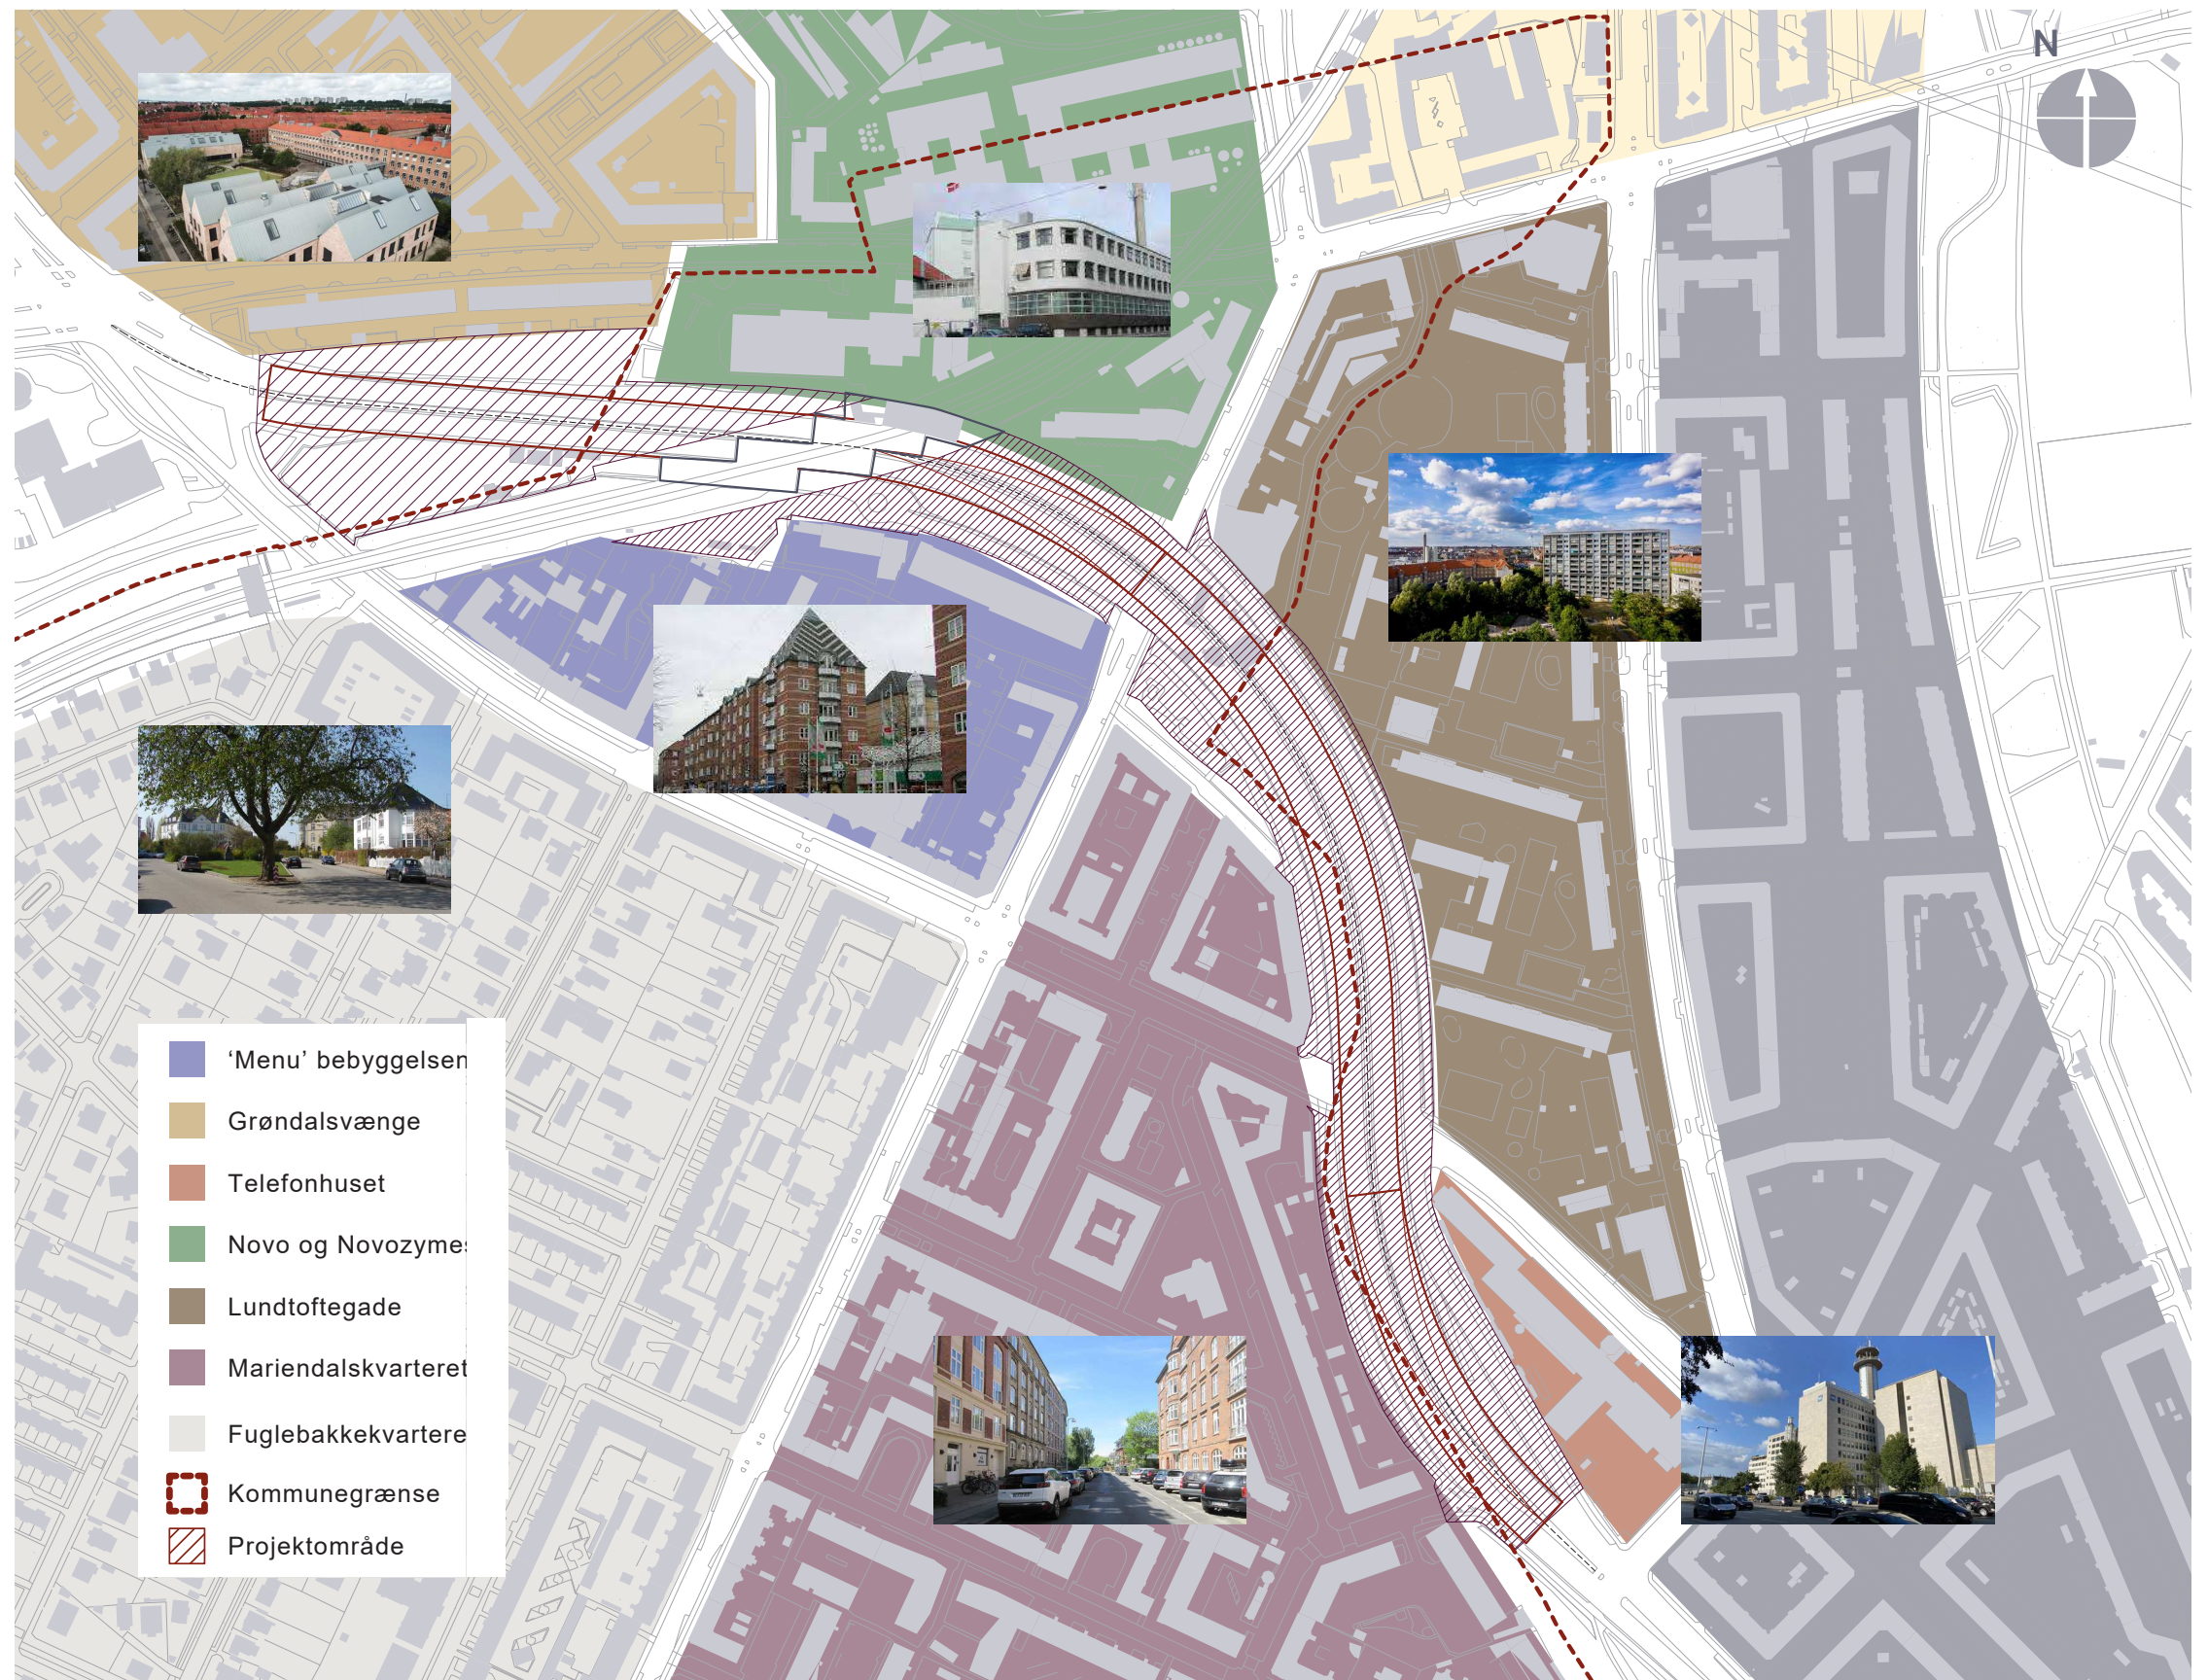 N
‘Menu’ bebyggelsen
Grøndalsvænge
Telefonhuset
Novo og Novozymes
Lundtoftegade
Mariendalskvarteret
Fuglebakkekvartere
Kommunegrænse
Projektområde